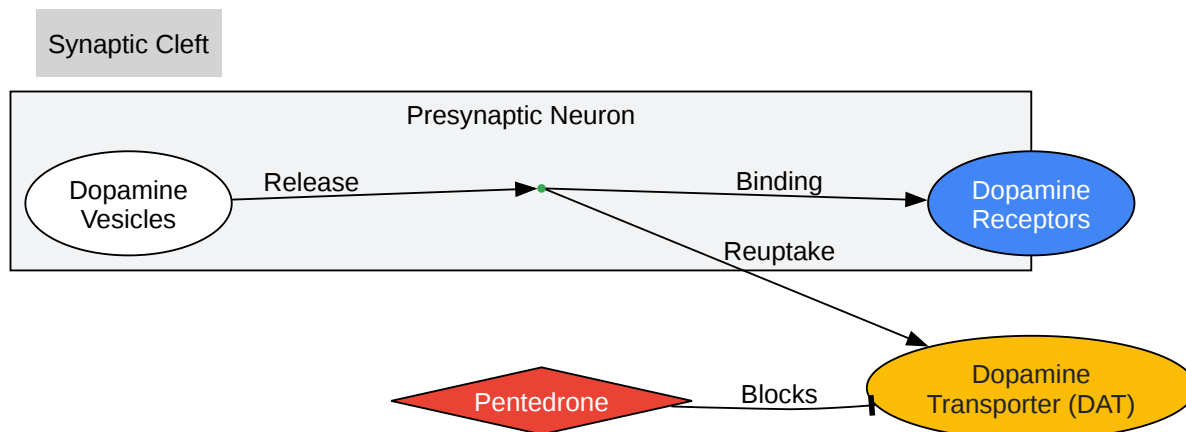 Synaptic Cleft
Presynaptic Neuron
Dopamine
Vesicles
Release
Binding
Dopamine
Receptors
Reuptake
Pentedrone
Blocks
Dopamine
Transporter (DAT)